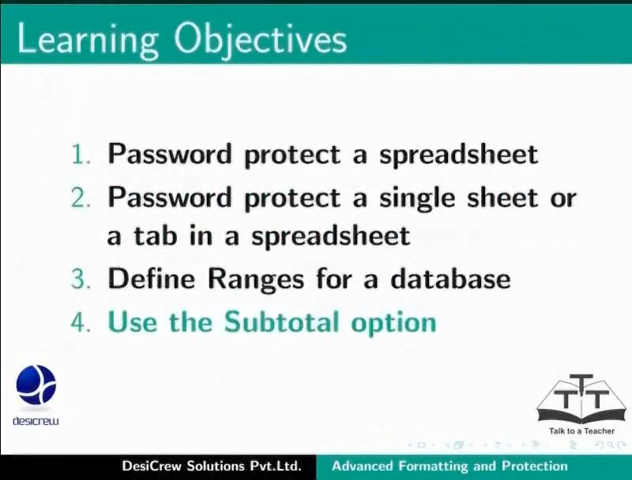 Learning Objectives
1. Password protect a spreadsheet
2. Password protect a single sheet or
a tab in a spreadsheet
3. Define Ranges for a database
4. Use the Subtotal option
desicrew
TTT
Talk to a Teacher
DesiCrew Solutions Pvt.Ltd. Advanced Formatting and Protection